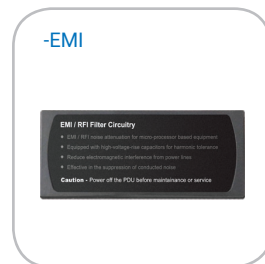 -EMI
EMI / RFI Filter Circuitry
EMI / RFI noise attenuation for micro-processor based equipment
Equipped with high-voltage-rise capacitors for harmonic tolerance
Reduce electromagnetic interference from power lines
Effective in the suppression of conducted noise
Caution - Power off the PDU before maintainance or service